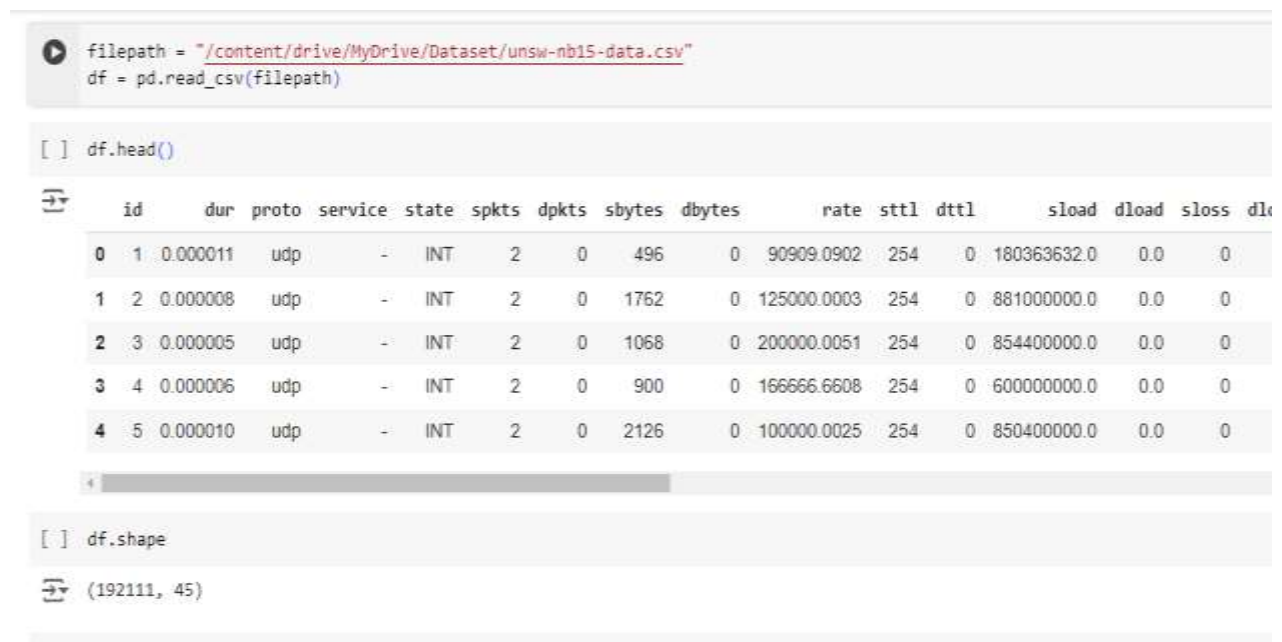 filepath = "/content/drive/MyDrive/Dataset/unsw-nb15-data.csv"
df = pd.read_csv(filepath)
[ ] df.head()
id dur proto service state spkts dpkts sbytes dbytes rate sttl dttl sload dload sloss dlo
0 1 0.000011 udp - INT 2 0 496 0 90909.0902 254 0 180363632.0 0.0 0
1 2 0.000008 udp - INT 2 0 1762 0 125000.0003 254 0 881000000.0 0.0 0
2 3 0.000005 udp - INT 2 0 1068 0 200000.0051 254 0 854400000.0 0.0 0
3 4 0.000006 udp - INT 2 0 900 0 166666.6608 254 0 600000000.0 0.0 0
4 5 0.000010 udp - INT 2 0 2126 0 100000.0025 254 0 850400000.0 0.0 0
[ ] df.shape
(192111, 45)